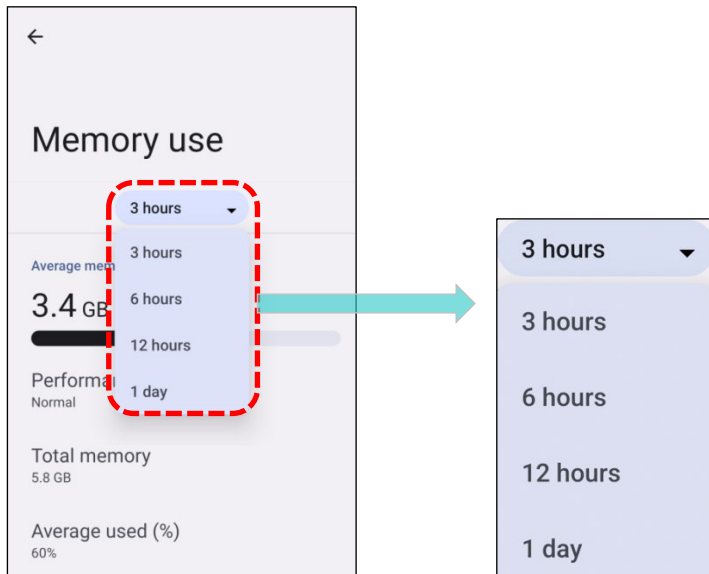 Memory use
3 hours
3 hours
6 hours
12 hours
1 day
Average mem
3.4 GB
Performa
Normal
Total memory
5.8 GB
Average used (%)
60%
3 hours
3 hours
6 hours
12 hours
1 day